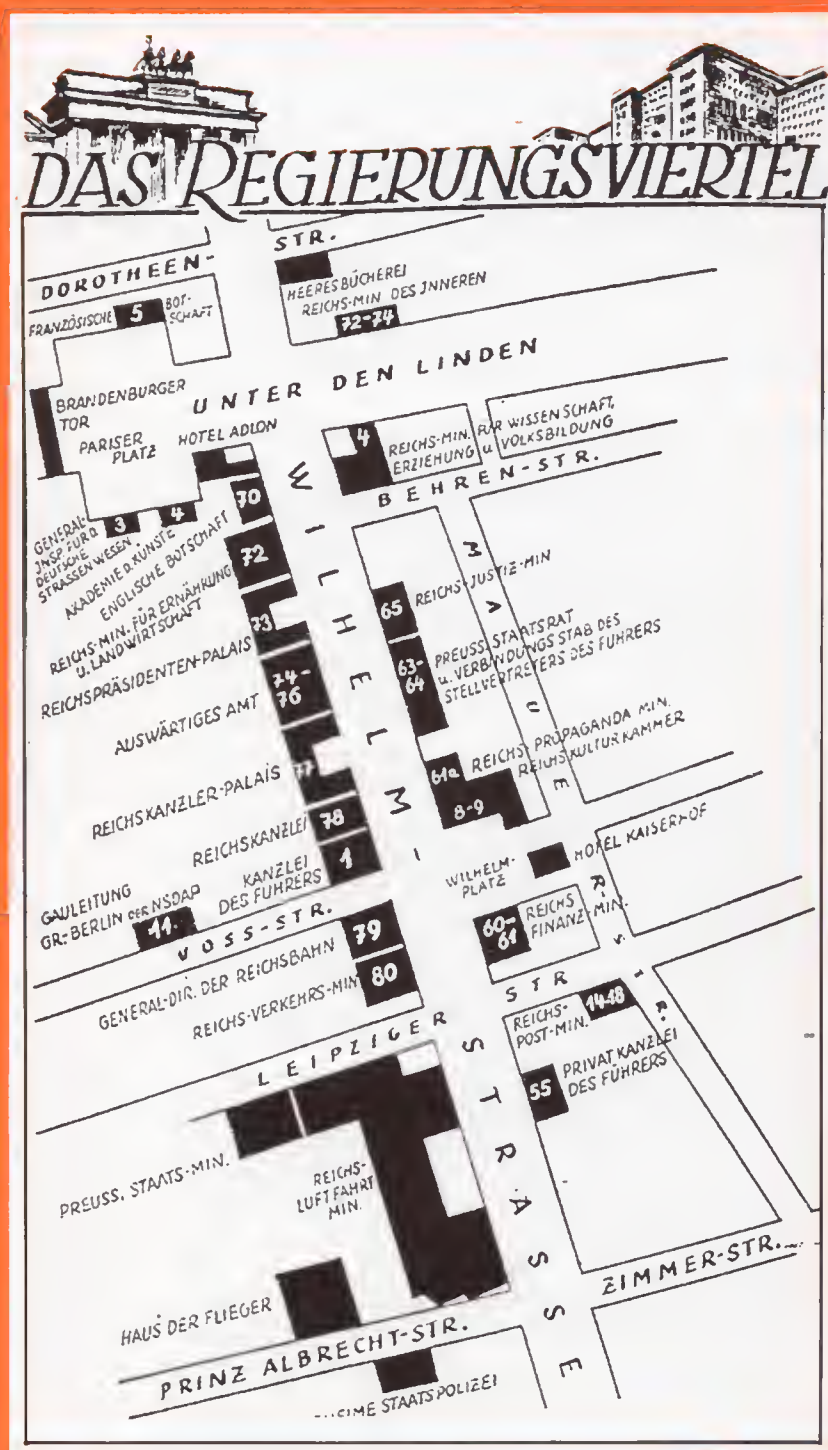 DAS REGIERUNGSVIERTEL
DOROTHEEN-
STR.
HEERESBÜCHEREI
REICHS-MIN. DES JNNEREN
72-74
FRANZÖSISCHE
5
BOT-
SCHAFT
UNTER DEN LINDEN
BRANDENBURGER
TOR
PARISER
PLATZ
HOTEL ADLON
4
REICHS-MIN. FÜR WISSENSCHAFT,
ERZIEHUNG u. VOLKSBILDUNG
BEHREN-STR.
GENERAL-
JNSP. FÜR D.
DEUTSCHE
STRASSENWESEN
3
4
AKADEMIE D. KÜNSTE
ENGLISCHE BOTSCHAFT
70
REICHS-MIN. FÜR ERNÄHRUNG
U. LANDWIRTSCHAFT
72
REICHSPRÄSIDENTEN-PALAIS
73
AUSWÄRTIGES AMT
74-
76
REICHSKANZLER-PALAIS
77
REICHSKANZLEI
78
KANZLEI
DES FÜHRERS
1
GAULEITUNG
GR.-BERLIN DER NSDAP
11.
WILHELM-
STRASSE
MAUER-
STR.
65
REICHS-JUSTIZ-MIN
63-
64
PREUSS. STAATSRAT
u. VERBINDUNGSSTAB DES
STELLVERTRETERS DES FÜHRERS
61a
8-9
REICHS-PROPAGANDA MIN.
REICHSKULTURKAMMER
WILHELM-
PLATZ
HOTEL KAISERHOF
60-
61
REICHS
FINANZ-MIN.
VOSS-STR.
79
GENERAL-DIR. DER REICHSBAHN
80
REICHS-VERKEHRS-MIN
LEIPZIGER STR
REICHS-
POST-MIN.
14-18
55
PRIVAT KANZLEI
DES FÜHRERS
PREUSS. STAATS-MIN.
REICHS-
LUFTFAHRT
MIN.
HAUS DER FLIEGER
ZIMMER-STR.
PRINZ ALBRECHT-STR.
EIME STAATSPOLIZEI